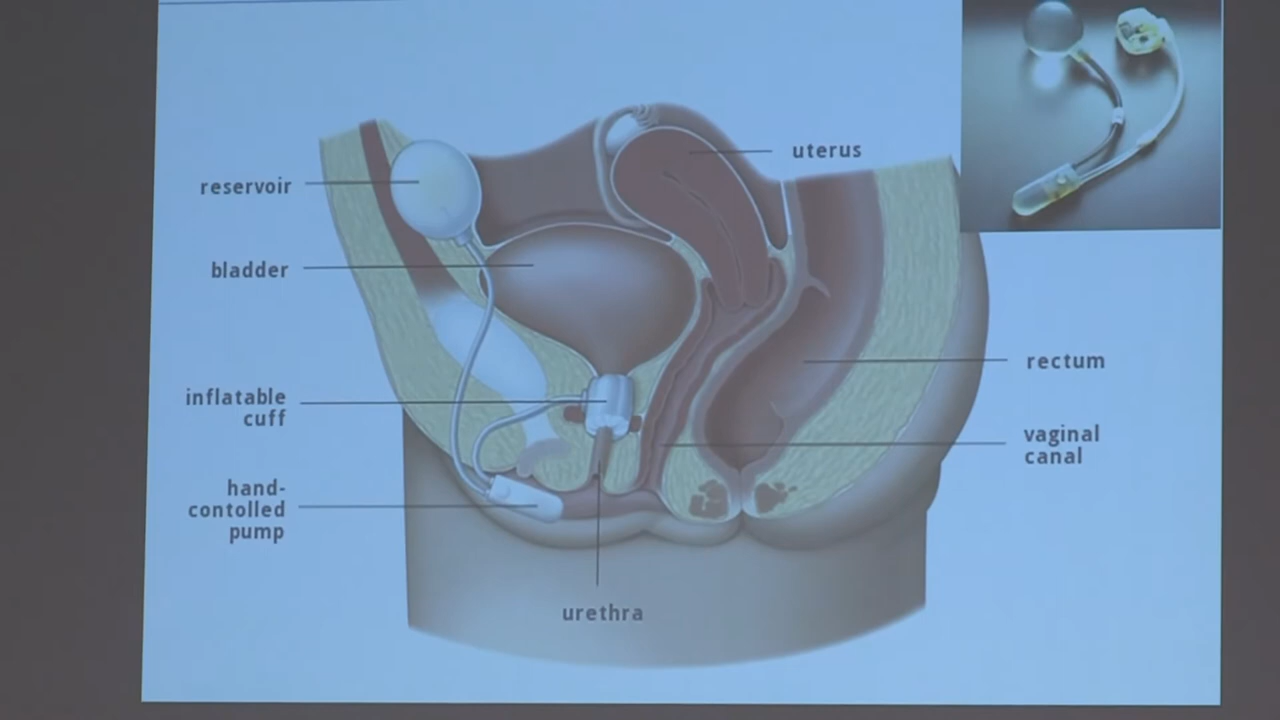 uterus
reservoir
bladder
rectum
inflatable
cuff
vaginal
canal
hand-
contolled
pump
urethra